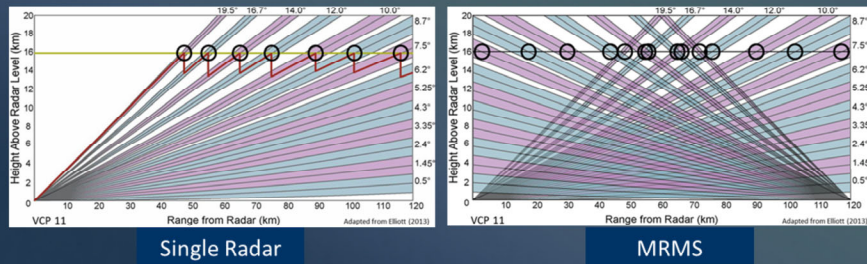 19.5° 16.7° 14.0° 12.0° 10.0°
20
18
16
14
12
10
8
6
4
2
0
Height Above Radar Level (km)
8.7°
7.5°
6.2°
5.25°
4.3°
3.35°
2.4°
1.45°
0.5°
0 10 20 30 40 50 60 70 80 90 100 110 120
VCP 11
Range from Radar (km)
Adapted from Elliott (2013)
Single Radar
19.5° 16.7° 14.0° 12.0° 10.0°
20
18
16
14
12
10
8
6
4
2
0
Height Above Radar Level (km)
8.7°
7.5°
6.2°
5.25°
4.3°
3.35°
2.4°
1.45°
0.5°
0 10 20 30 40 50 60 70 80 90 100 110 120
VCP 11
Range from Radar (km)
Adapted from Elliott (2013)
MRMS